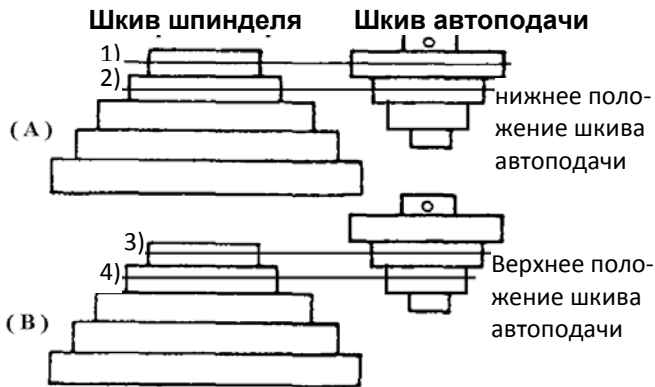 Шкив шпинделя Шкив автоподачи
1)
2)
(A)
нижнее поло-
жение шкива
автоподачи
3)
4)
(B)
Верхнее поло-
жение шкива
автоподачи